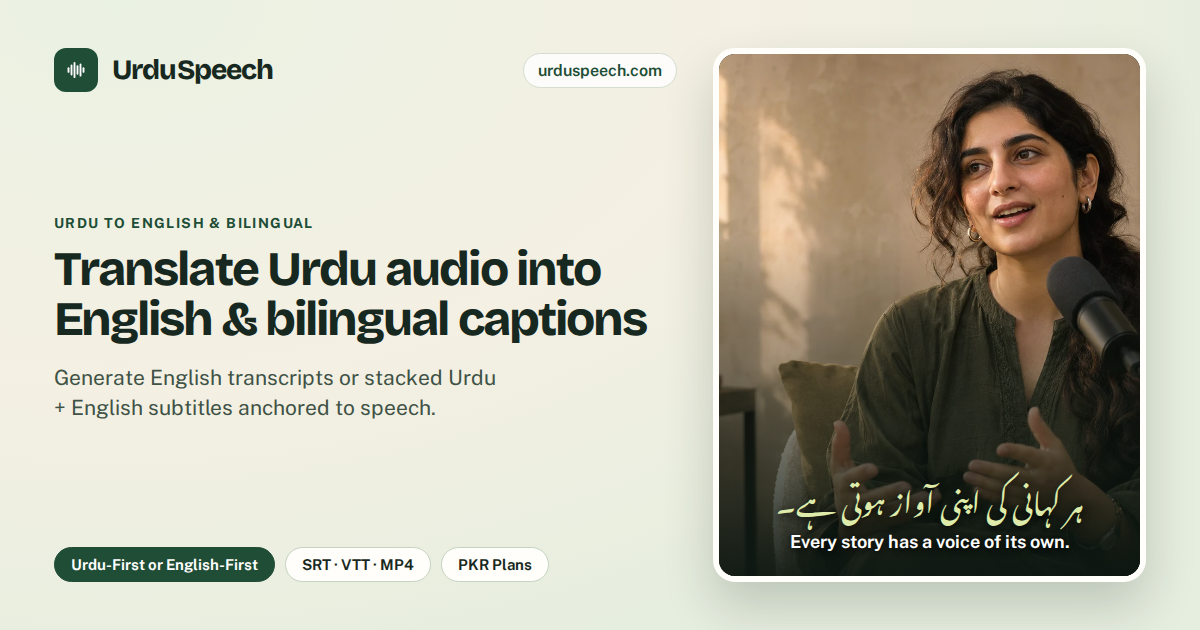 UrduSpeech
urduspeech.com
URDU TO ENGLISH & BILINGUAL
Translate Urdu audio into
English & bilingual captions
Generate English transcripts or stacked Urdu
+ English subtitles anchored to speech.
Urdu-First or English-First
SRT · VTT · MP4
PKR Plans
ہر کہانی کی اپنی آواز ہوتی ہے۔
Every story has a voice of its own.